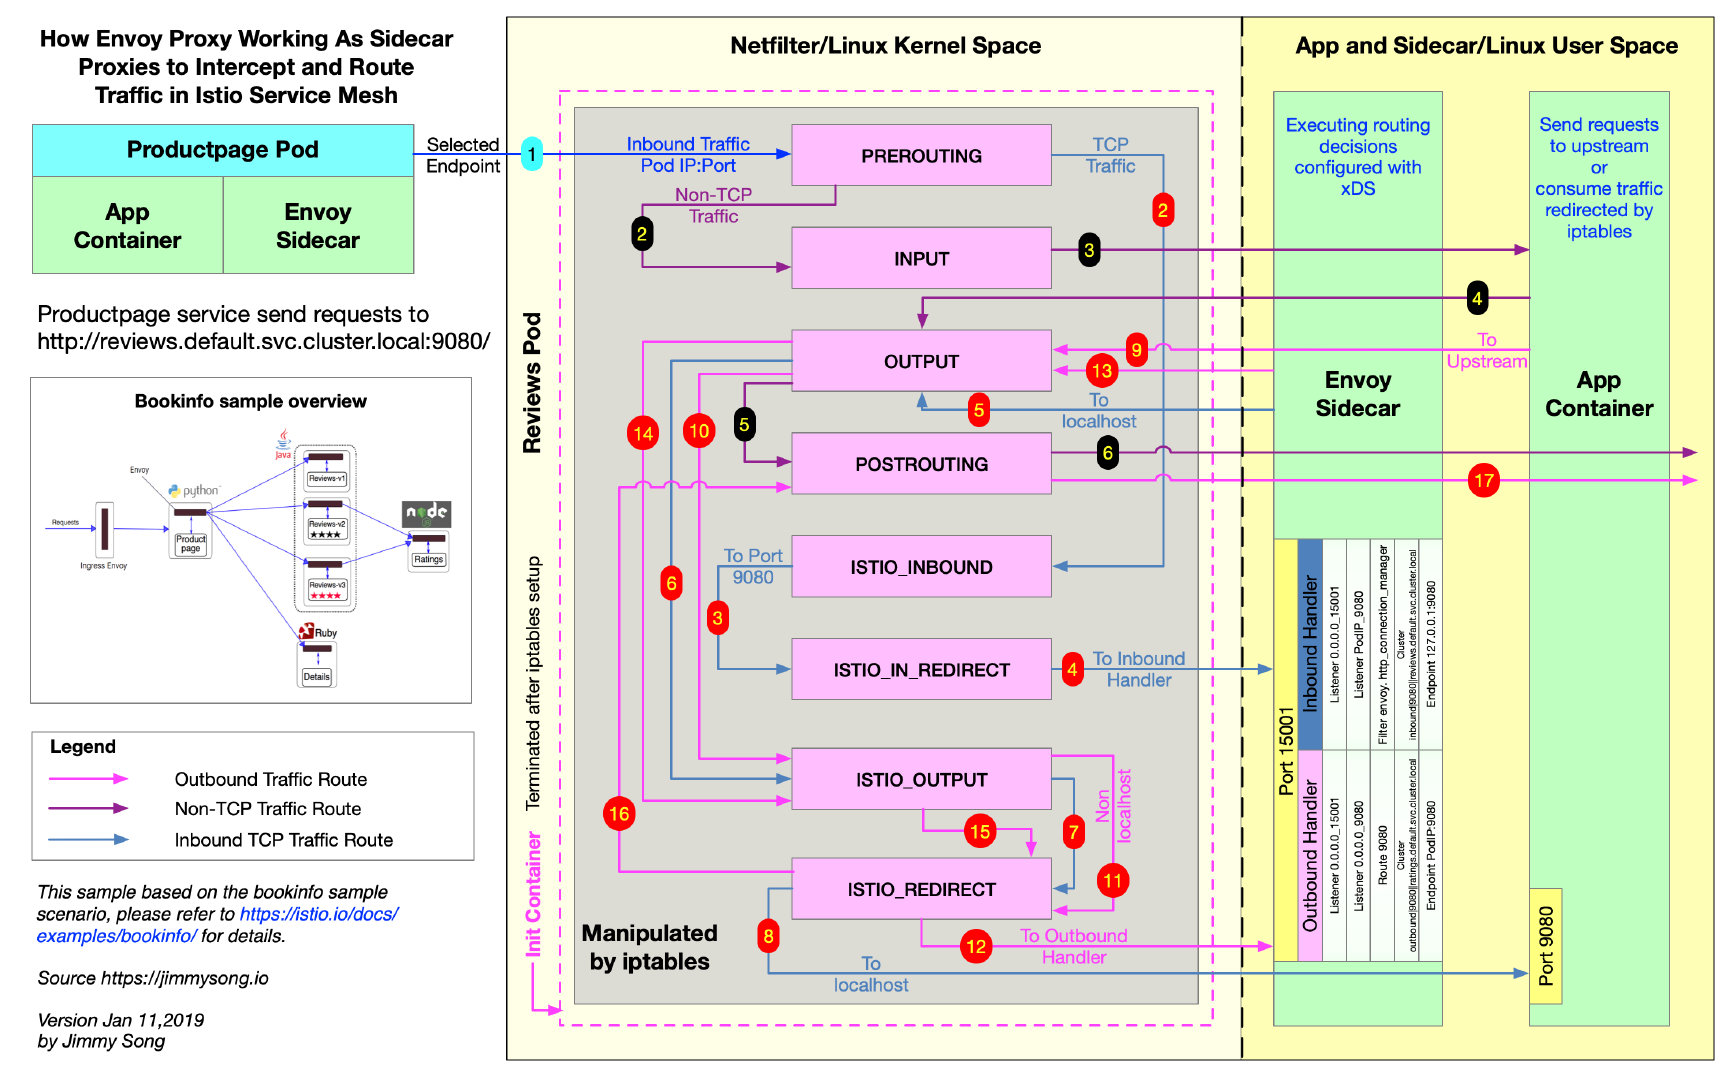 How Envoy Proxy Working As Sidecar
Proxies to Intercept and Route
Traffic in Istio Service Mesh
Productpage Pod
App
Container
Envoy
Sidecar
Selected
Endpoint
1
Productpage service send requests to
http://reviews.default.svc.cluster.local:9080/
Bookinfo sample overview
Requests
Ingress Envoy
Envoy
python
Product
page
Java
Reviews-v1
Reviews-v2
★★★★
Reviews-v3
★★★★
node
Ratings
Ruby
Details
Legend
Outbound Traffic Route
Non-TCP Traffic Route
Inbound TCP Traffic Route
This sample based on the bookinfo sample
scenario, please refer to https://istio.io/docs/
examples/bookinfo/ for details.
Source https://jimmysong.io
Version Jan 11,2019
by Jimmy Song
Netfilter/Linux Kernel Space
Reviews Pod
Terminated after iptables setup
Init Container
Inbound Traffic
Pod IP:Port
PREROUTING
TCP
Traffic
Non-TCP
Traffic
2
2
INPUT
3
4
OUTPUT
9
To
Upstream
13
To
localhost
5
14
10
5
POSTROUTING
6
17
To Port
9080
ISTIO_INBOUND
6
3
ISTIO_IN_REDIRECT
4
To Inbound
Handler
ISTIO_OUTPUT
Non
localhost
16
15
7
ISTIO_REDIRECT
11
8
12
To Outbound
Handler
To
localhost
Manipulated
by iptables
App and Sidecar/Linux User Space
Executing routing
decisions
configured with
xDS
Envoy
Sidecar
Send requests
to upstream
or
consume traffic
redirected by
iptables
App
Container
Port 15001
Inbound Handler
Listener 0.0.0.0_15001
Listener PodIP_9080
Filter envoy. http_connection_manager
Cluster
inbound|9080||reviews.default.svc.cluster.local
Endpoint 127.0.0.1:9080
Outbound Handler
Listener 0.0.0.0_15001
Listener 0.0.0.0_9080
Route 9080
Cluster
outbound|9080||ratings.default.svc.cluster.local
Endpoint PodIP:9080
Port 9080